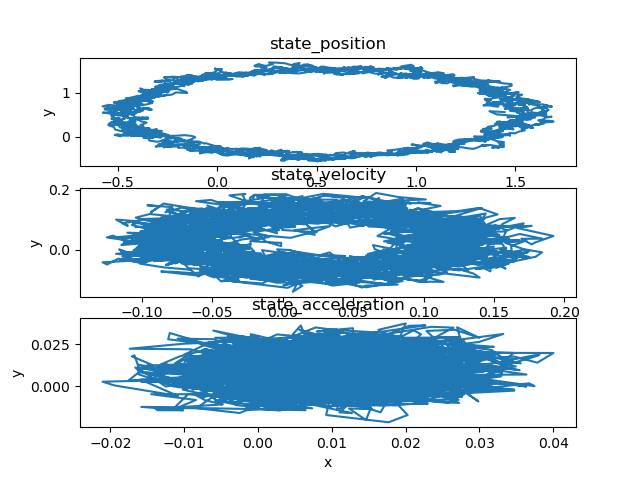 state_position
1
0
y
−0.5 0.0 0.5 1.0 1.5
state_velocity
0.2
0.0
y
−0.10 −0.05 0.00 0.05 0.10 0.15 0.20
state_acceleration
0.025
0.000
y
−0.02 −0.01 0.00 0.01 0.02 0.03 0.04
x